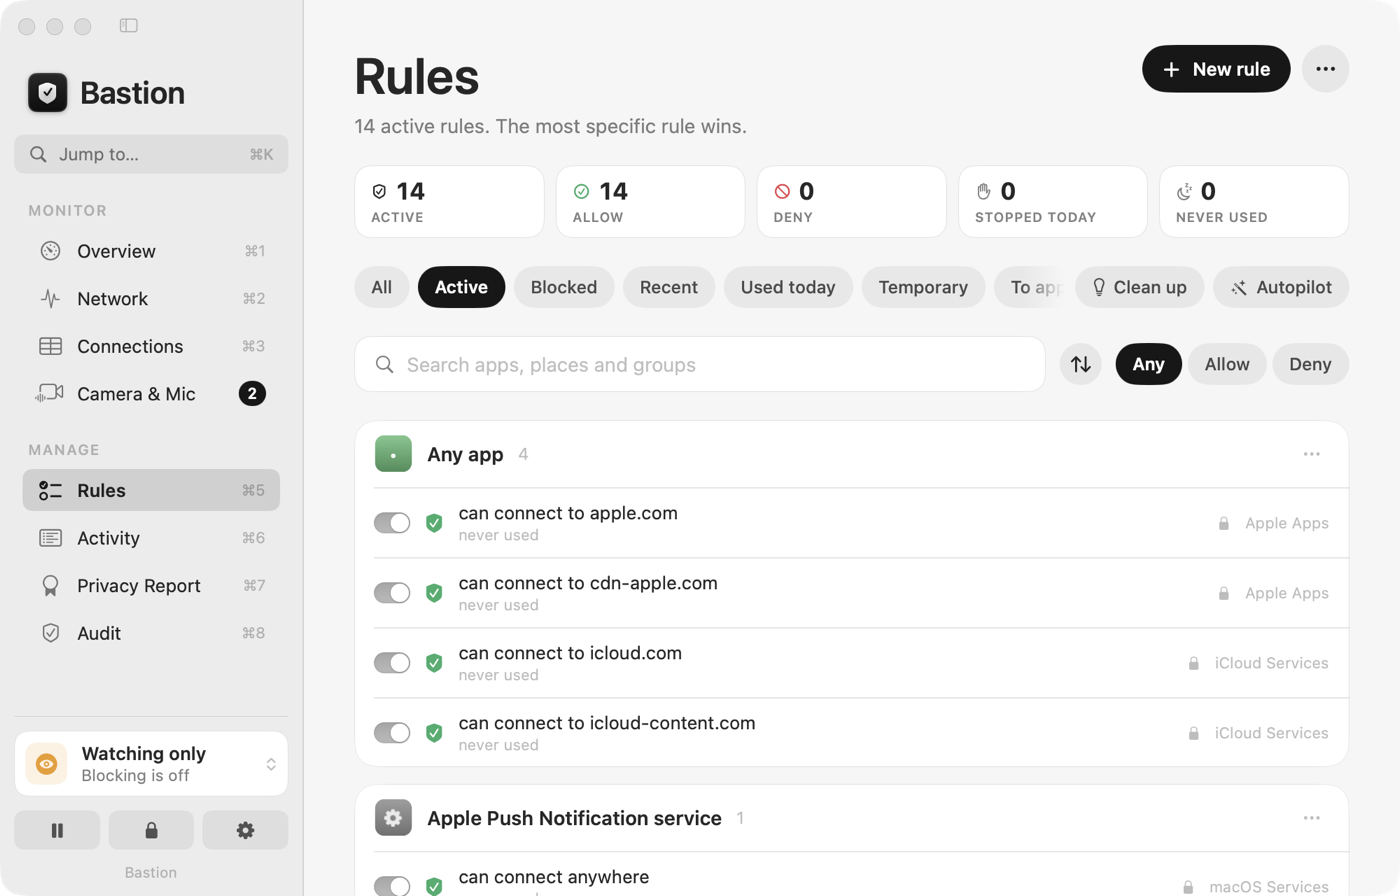 Bastion
Jump to... ⌘K
MONITOR
Overview ⌘1
Network ⌘2
Connections ⌘3
Camera & Mic 2
MANAGE
Rules ⌘5
Activity ⌘6
Privacy Report ⌘7
Audit ⌘8
Watching only
Blocking is off
Bastion
Rules
14 active rules. The most specific rule wins.
+ New rule
14 ACTIVE
14 ALLOW
0 DENY
0 STOPPED TODAY
0 NEVER USED
All Active Blocked Recent Used today Temporary To app Clean up Autopilot
Search apps, places and groups
Any Allow Deny
Any app 4
can connect to apple.com
never used
Apple Apps
can connect to cdn-apple.com
never used
Apple Apps
can connect to icloud.com
never used
iCloud Services
can connect to icloud-content.com
never used
iCloud Services
Apple Push Notification service 1
can connect anywhere
macOS Services